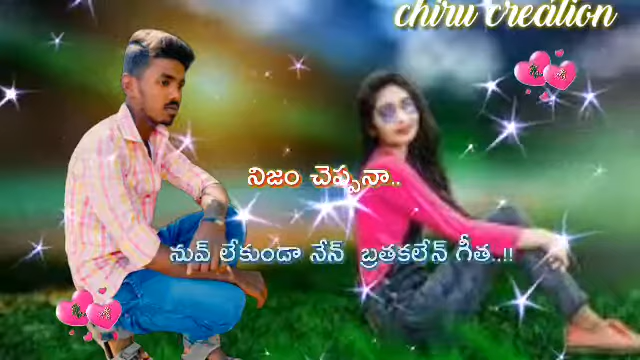 chiru creation
నిజం చెప్పనా..
నువ్ లేకుండా నేన్ బ్రతకలేన్ గీత..!!